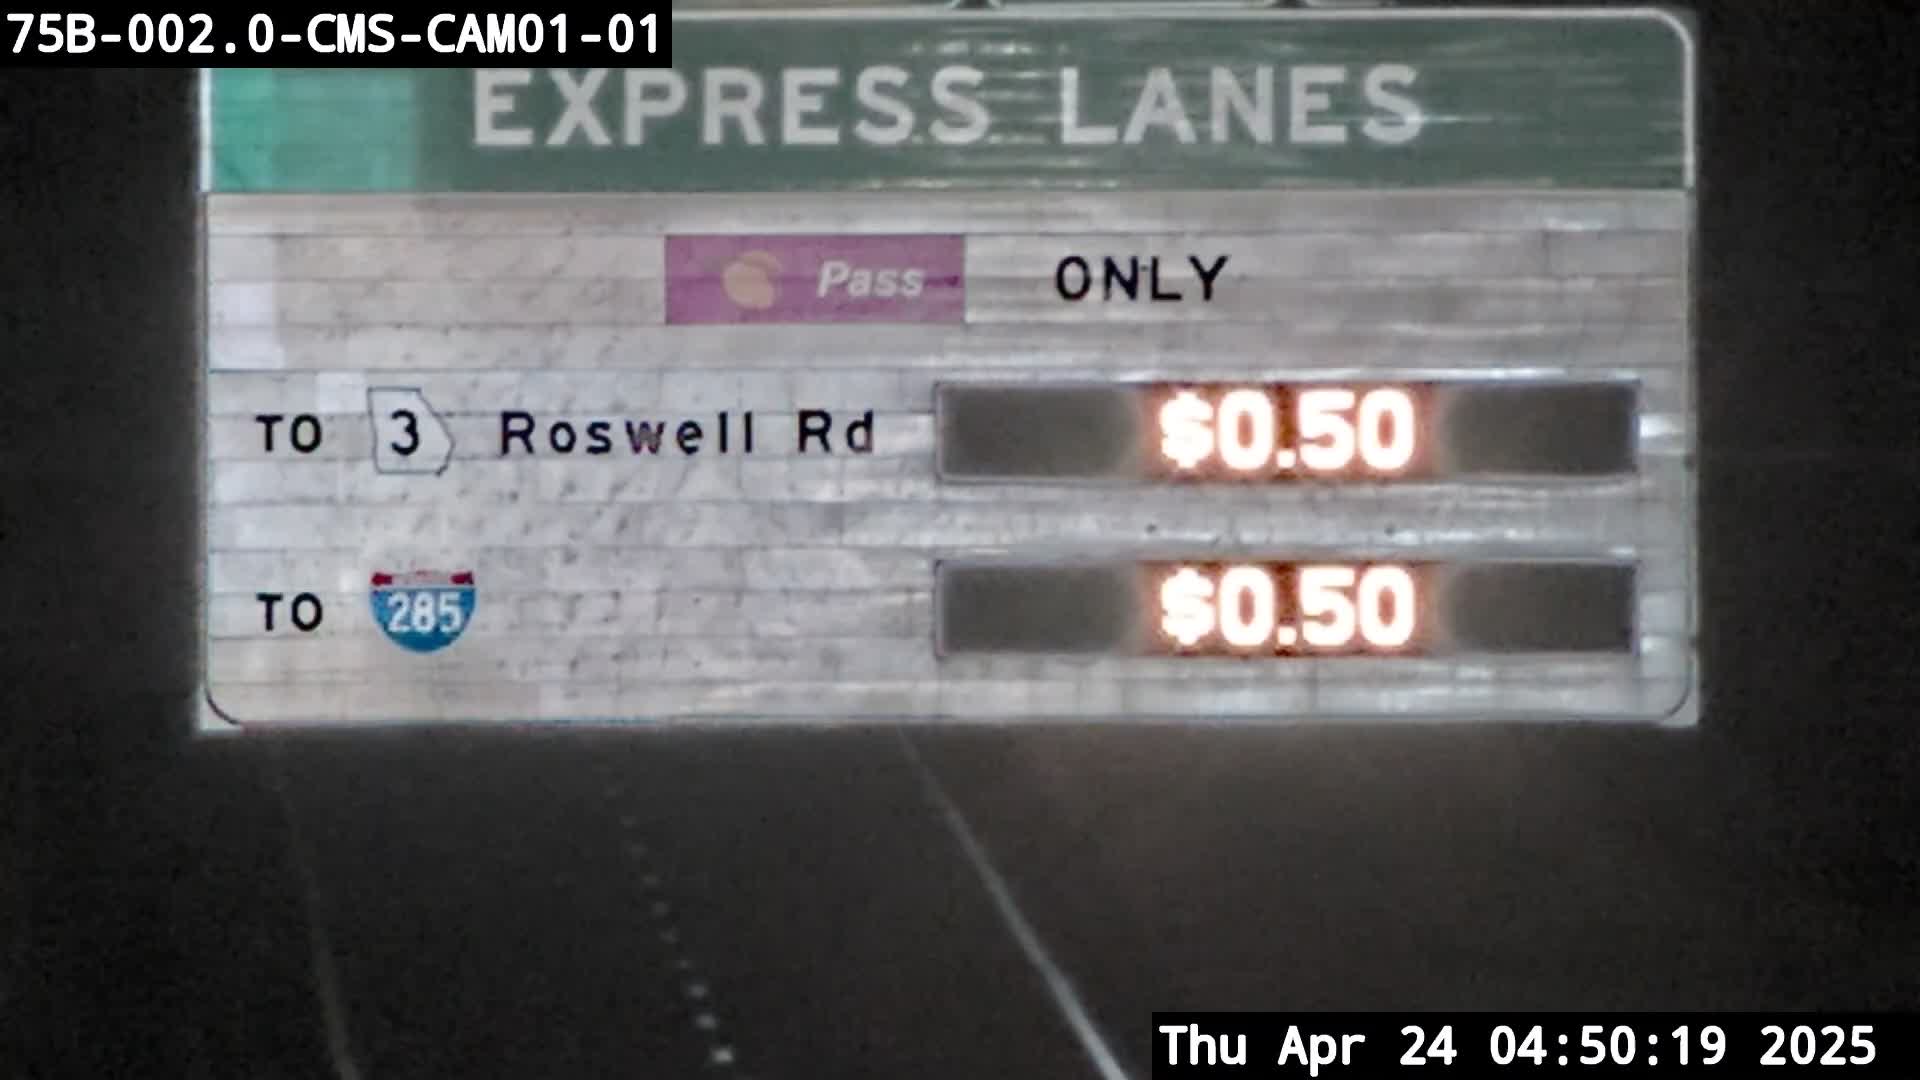 75B-002.0-CMS-CAM01-01
EXPRESS LANES
Pass ONLY
TO 3 Roswell Rd $0.50
TO 285 $0.50
Thu Apr 24 04:50:19 2025